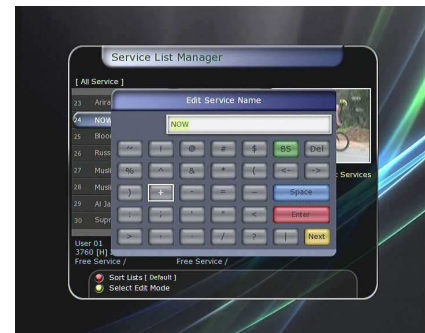 Service List Manager
[ All Service ]
Edit Service Name
23 Arira
24 NOW
NOW
25 Bloo
26 Russ
27 Musi
28 Musi
29 Al Ja
30 Supr
~ ! @ # $ BS Del
% ^ & * ( <- ->
) + - = _ Space
: ; ' " < Enter
> , . / ? | Next
Services
User 01
3760 [H]
Free Service / Free Service /
Sort Lists [ Default ]
Select Edit Mode